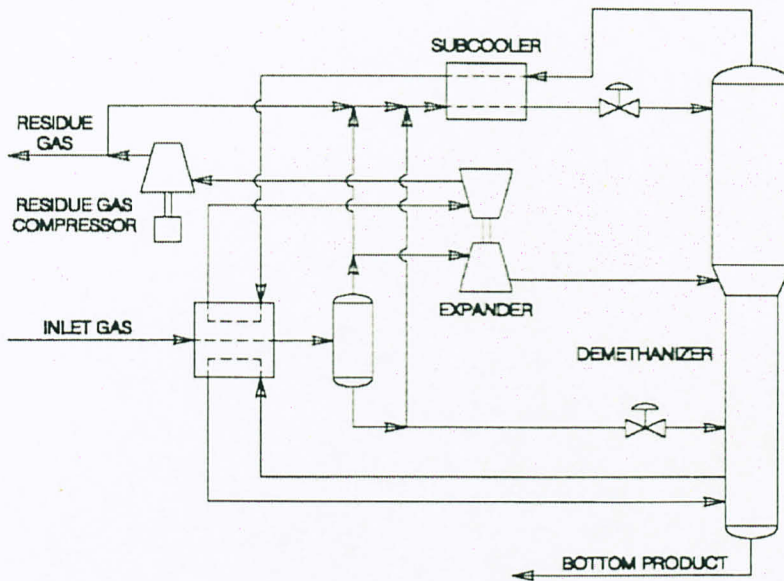 SUBCOOLER
RESIDUE
GAS
RESIDUE GAS
COMPRESSOR
EXPANDER
INLET GAS
DEMETHANIZER
BOTTOM PRODUCT